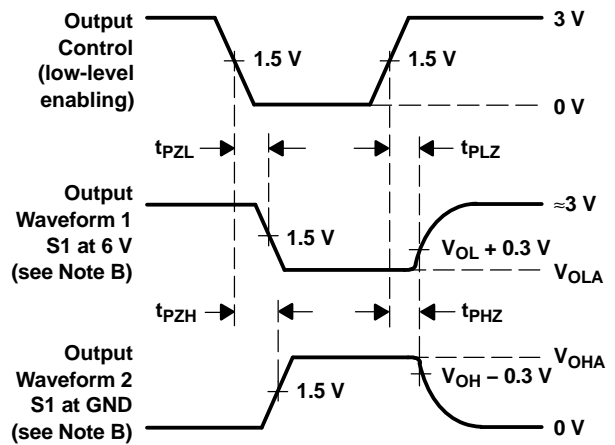 Output
Control
(low-level
enabling)
1.5 V
1.5 V
3 V
0 V
tPZL
tPLZ
Output
Waveform 1
S1 at 6 V
(see Note B)
1.5 V
≈3 V
VOL + 0.3 V
VOLA
tPZH
tPHZ
Output
Waveform 2
S1 at GND
(see Note B)
1.5 V
VOHA
VOH − 0.3 V
0 V